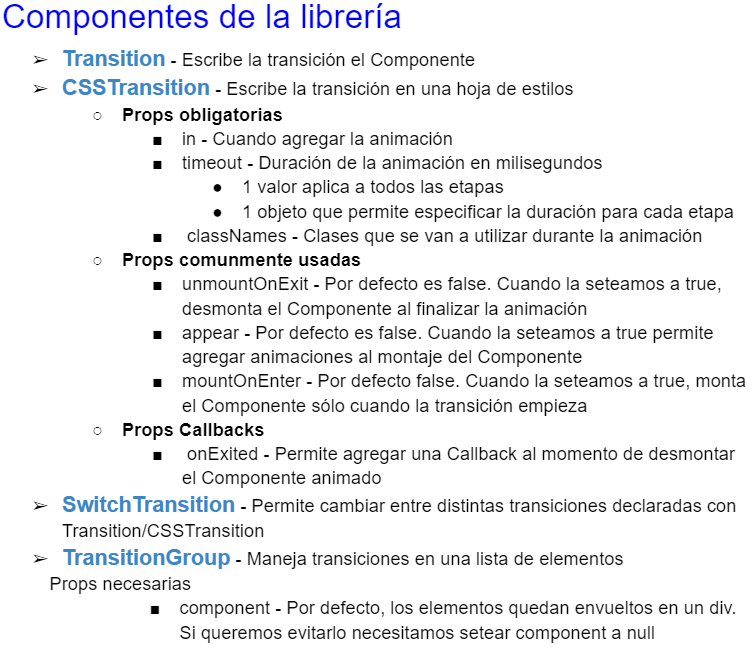 Componentes de la librería
➢ Transition - Escribe la transición el Componente
➢ CSSTransition - Escribe la transición en una hoja de estilos
○ Props obligatorias
■ in - Cuando agregar la animación
■ timeout - Duración de la animación en milisegundos
● 1 valor aplica a todos las etapas
● 1 objeto que permite especificar la duración para cada etapa
■ classNames - Clases que se van a utilizar durante la animación
○ Props comunmente usadas
■ unmountOnExit - Por defecto es false. Cuando la seteamos a true,
desmonta el Componente al finalizar la animación
■ appear - Por defecto es false. Cuando la seteamos a true permite
agregar animaciones al montaje del Componente
■ mountOnEnter - Por defecto false. Cuando la seteamos a true, monta
el Componente sólo cuando la transición empieza
○ Props Callbacks
■ onExited - Permite agregar una Callback al momento de desmontar
el Componente animado
➢ SwitchTransition - Permite cambiar entre distintas transiciones declaradas con
Transition/CSSTransition
➢ TransitionGroup - Maneja transiciones en una lista de elementos
Props necesarias
■ component - Por defecto, los elementos quedan envueltos en un div.
Si queremos evitarlo necesitamos setear component a null